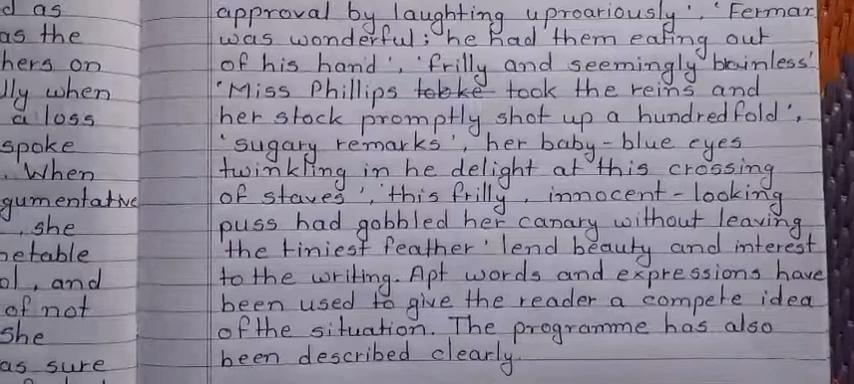 d as
as the
hers on
lly when
a loss
spoke
. When
gumentative
, she
petable
ol, and
of not
she
as sure
approval by laughting uproariously', 'Fermar
was wonderful; he had them eating out
of his hand', 'frilly and seemingly brainless'
'Miss Phillips tooke took the reins and
her stock promptly shot up a hundredfold',
'sugary remarks', her baby-blue eyes
twinkling in he delight at this crossing
of staves', 'this frilly, innocent-looking
puss had gobbled her canary without leaving
the tiniest feather' lend beauty and interest
to the writing. Apt words and expressions have
been used to give the reader a compete idea
of the situation. The programme has also
been described clearly.